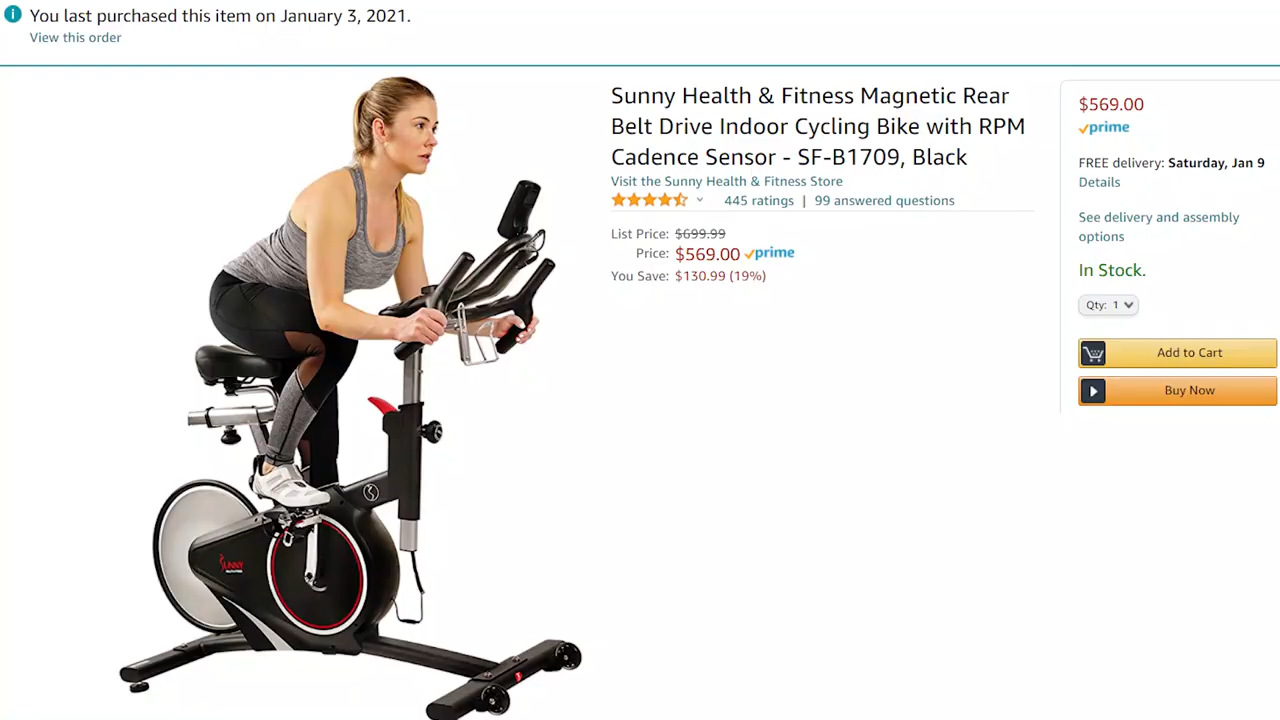 You last purchased this item on January 3, 2021.
View this order
Sunny Health & Fitness Magnetic Rear
Belt Drive Indoor Cycling Bike with RPM
Cadence Sensor - SF-B1709, Black
Visit the Sunny Health & Fitness Store
445 ratings | 99 answered questions
List Price: $699.99
Price: $569.00 prime
You Save: $130.99 (19%)
$569.00
prime
FREE delivery: Saturday, Jan 9
Details
See delivery and assembly
options
In Stock.
Qty: 1
Add to Cart
Buy Now
SUNNY